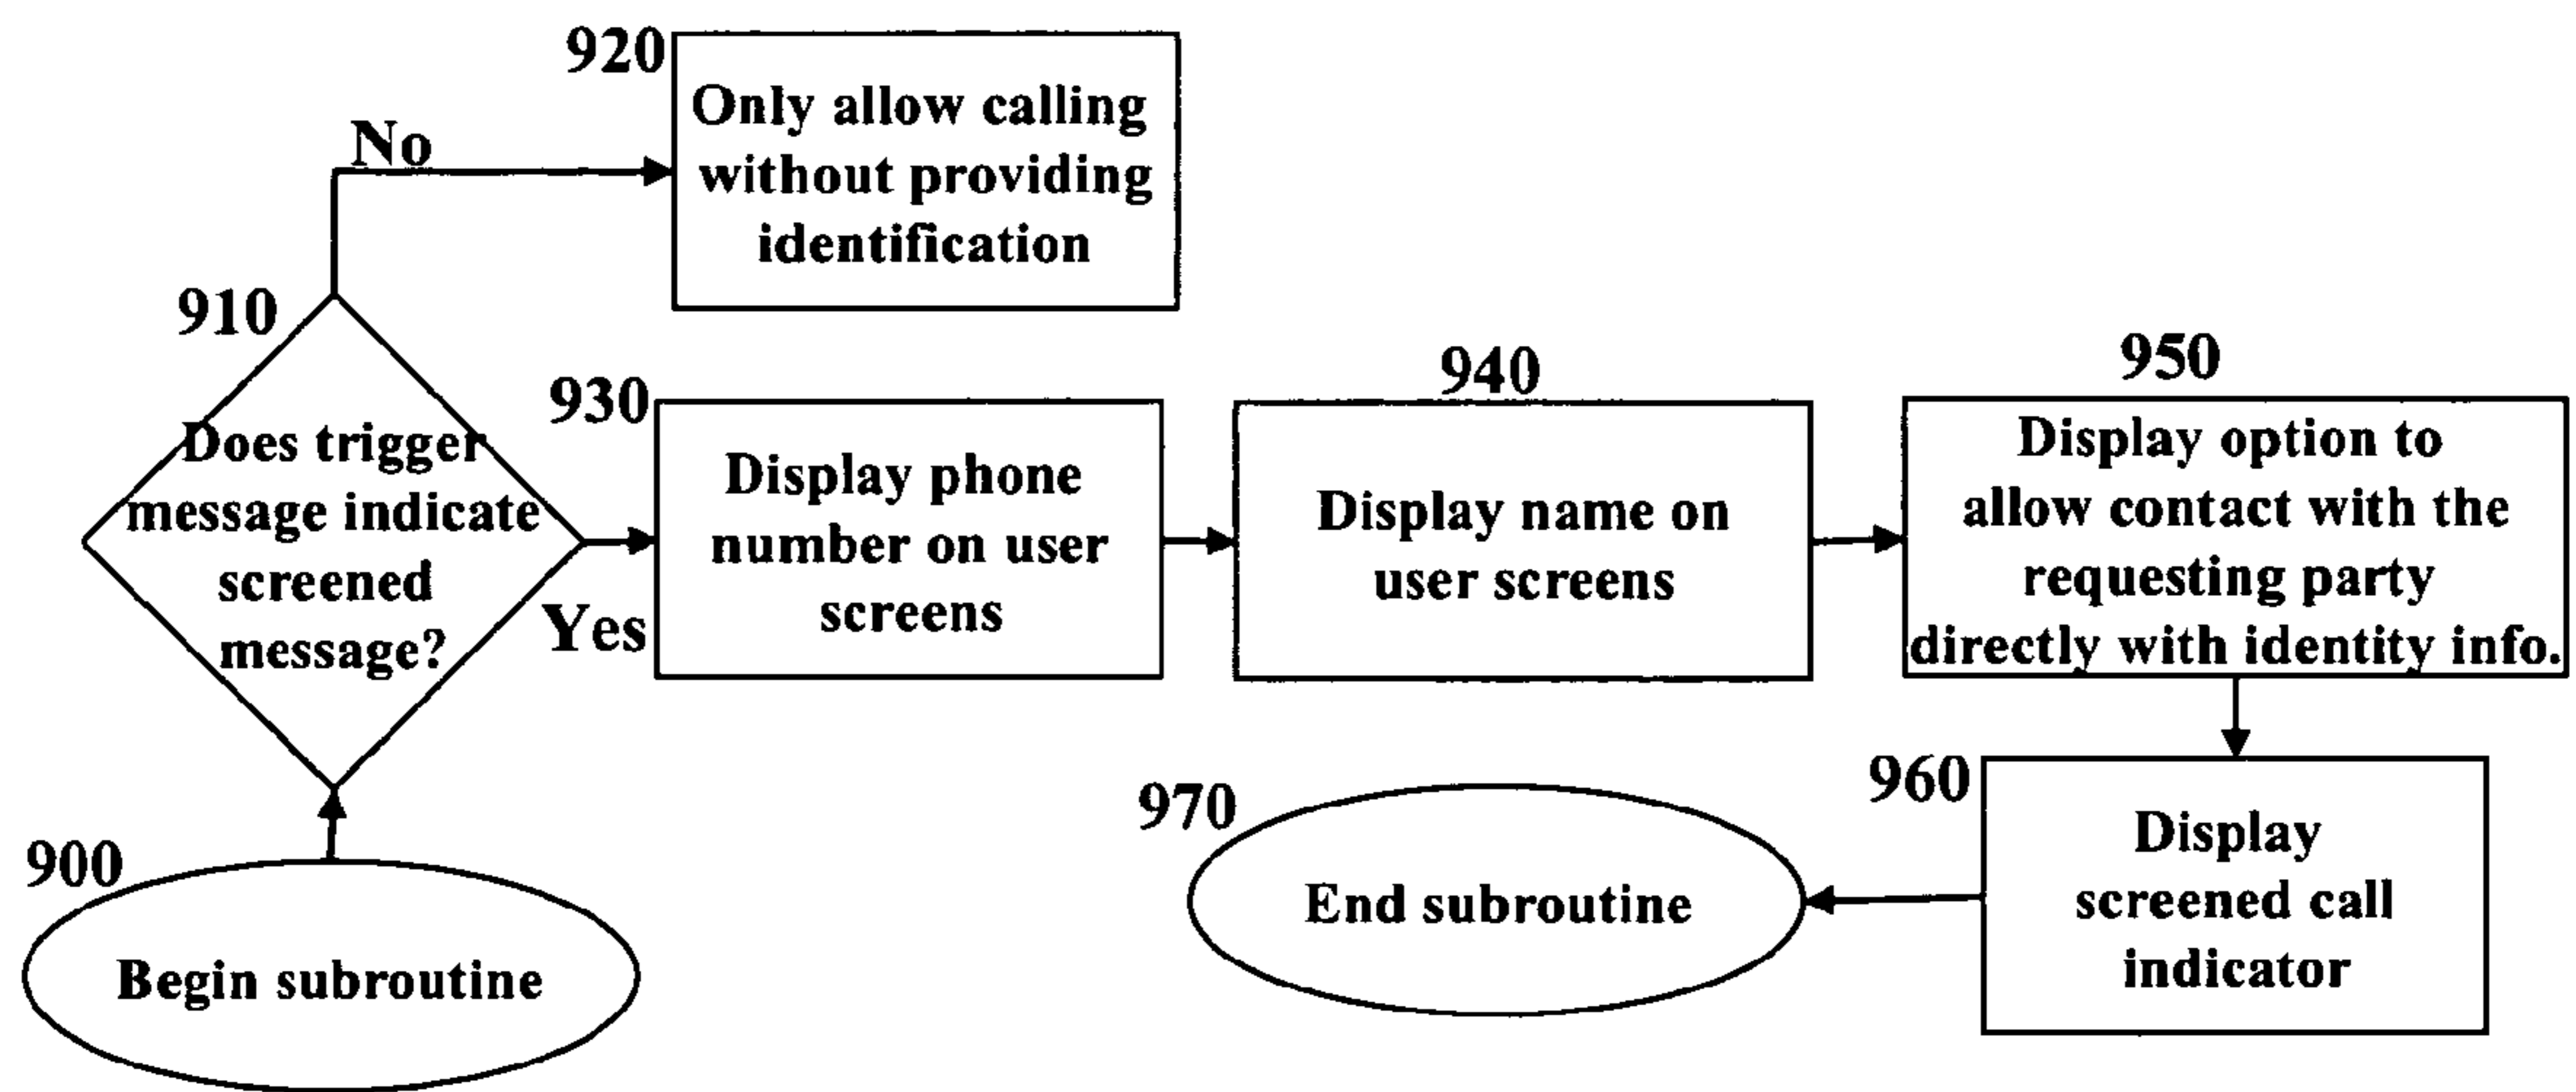 920
Only allow calling
without providing
identification
No
910
Does trigger
message indicate
screened
message?
Yes
930
Display phone
number on user
screens
940
Display name on
user screens
950
Display option to
allow contact with the
requesting party
directly with identity info.
960
Display
screened call
indicator
970
End subroutine
900
Begin subroutine